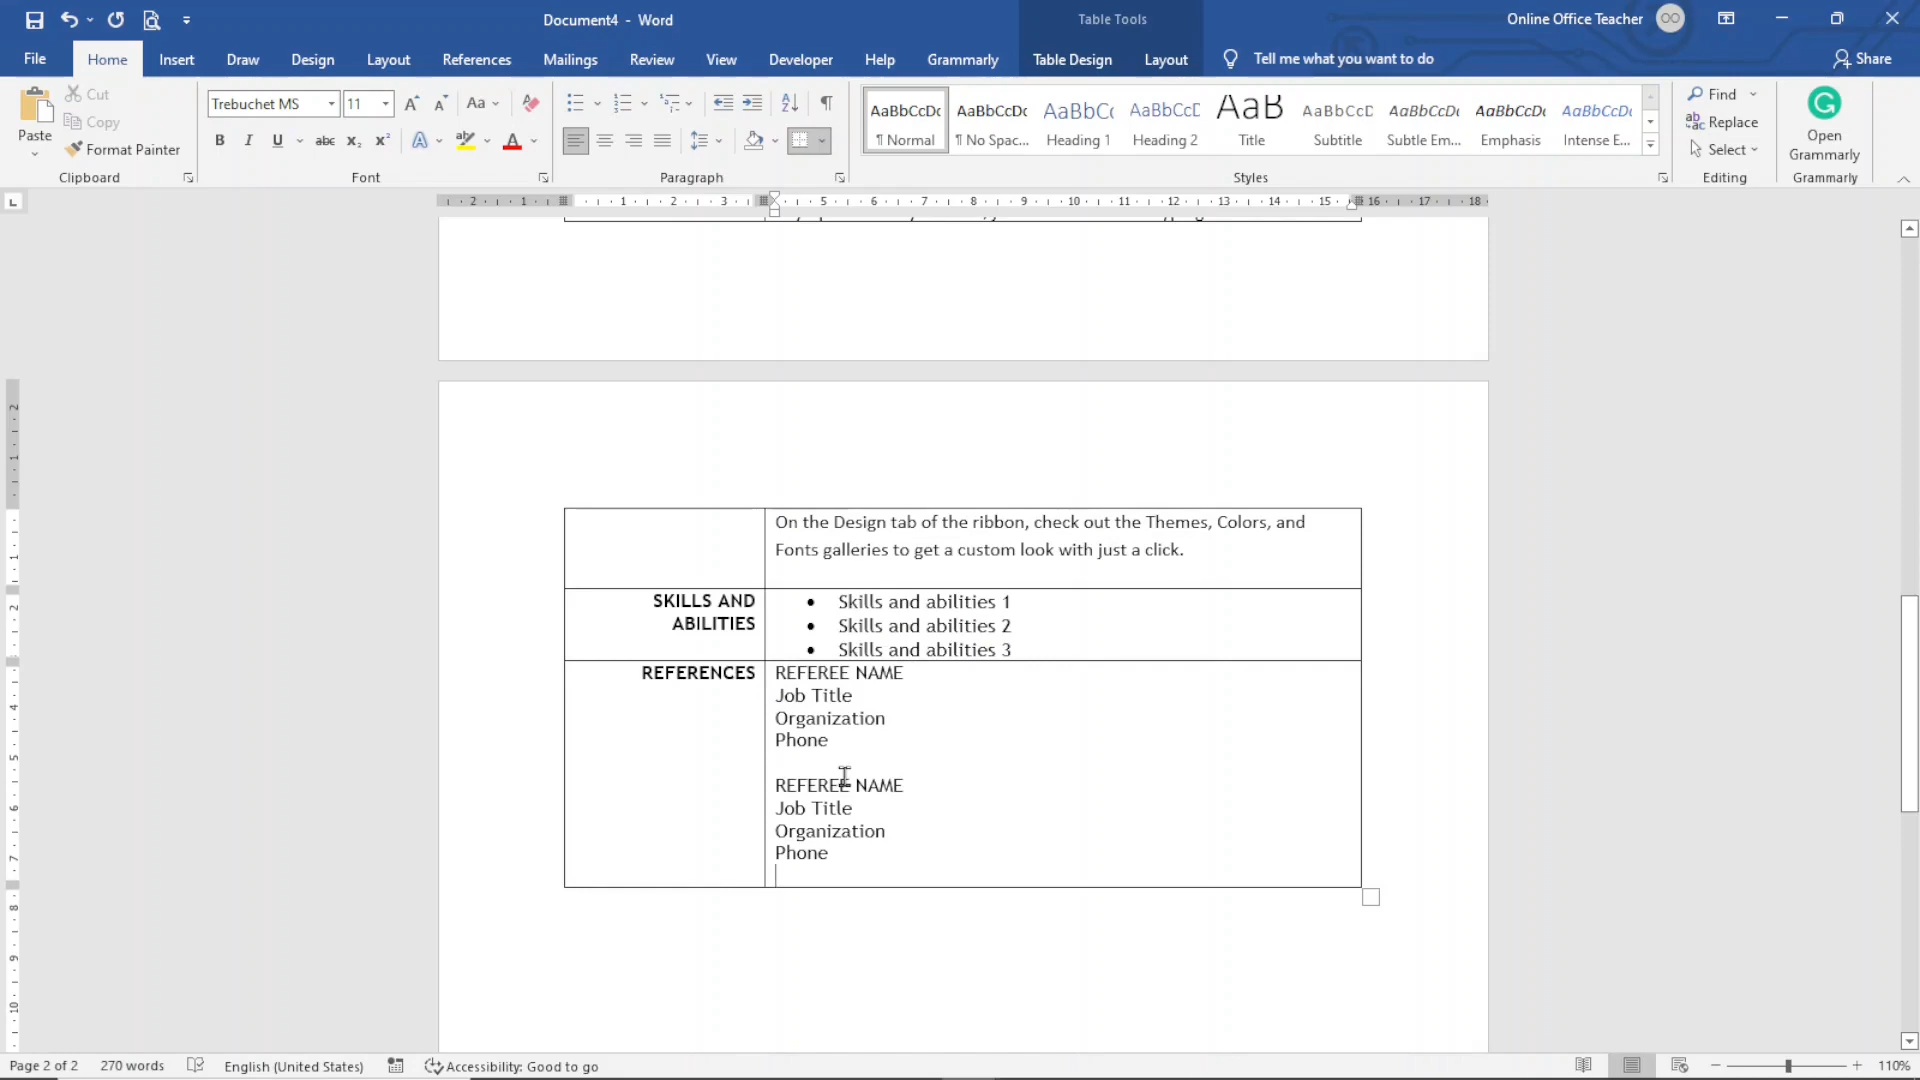 Document4 - Word
Table Tools
Online Office Teacher
OO
File
Home
Insert
Draw
Design
Layout
References
Mailings
Review
View
Developer
Help
Grammarly
Table Design
Layout
Tell me what you want to do
Share
Paste
Cut
Copy
Format Painter
Clipboard
Trebuchet MS
11
Font
Paragraph
AaBbCcDc
¶ Normal
AaBbCcDc
¶ No Spac...
AaBbCc
Heading 1
AaBbCcD
Heading 2
AaB
Title
AaBbCcD
Subtitle
AaBbCcDc
Subtle Em...
AaBbCcDc
Emphasis
AaBbCcDc
Intense E...
Styles
Find
Replace
Select
Editing
Open
Grammarly
Grammarly
On the Design tab of the ribbon, check out the Themes, Colors, and
Fonts galleries to get a custom look with just a click.
SKILLS AND
ABILITIES
• Skills and abilities 1
• Skills and abilities 2
• Skills and abilities 3
REFERENCES
REFEREE NAME
Job Title
Organization
Phone
REFEREE NAME
Job Title
Organization
Phone
Page 2 of 2
270 words
English (United States)
Accessibility: Good to go
110%